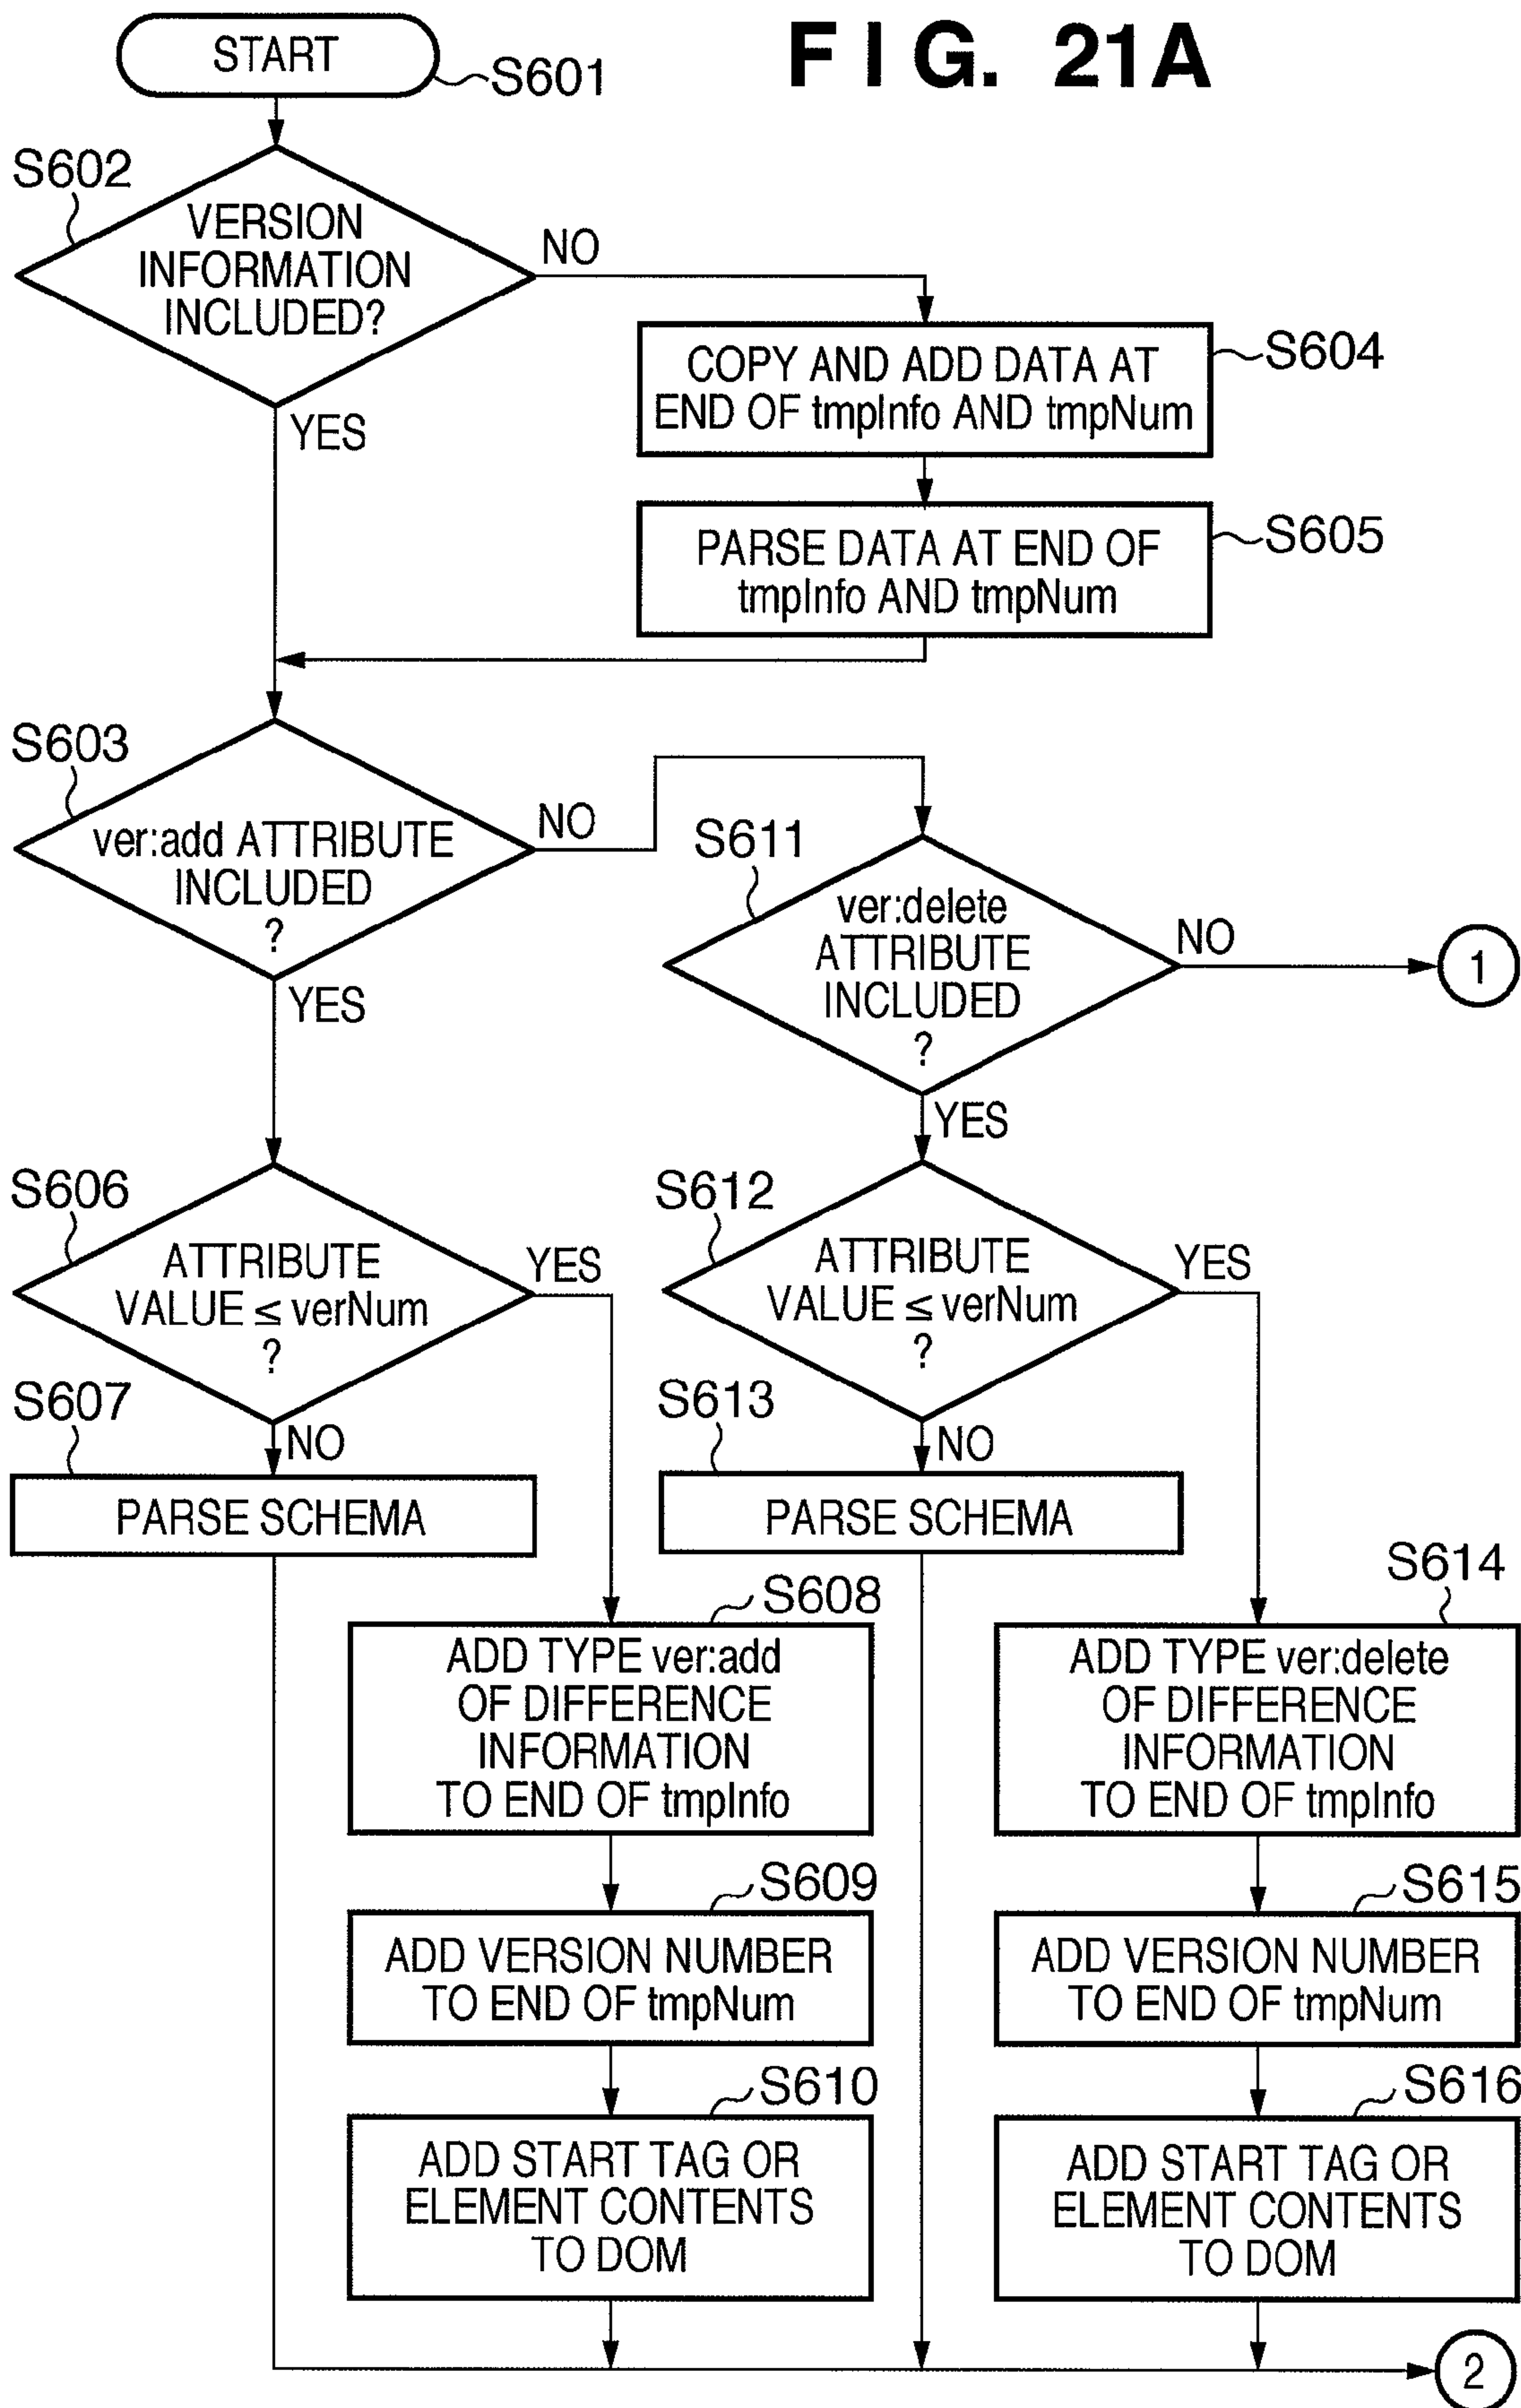 FIG. 21A
START
S601
S602
VERSION
INFORMATION
INCLUDED?
NO
YES
COPY AND ADD DATA AT
END OF tmpInfo AND tmpNum
S604
PARSE DATA AT END OF
tmpInfo AND tmpNum
S605
S603
ver:add ATTRIBUTE
INCLUDED
?
NO
YES
S611
ver:delete
ATTRIBUTE
INCLUDED
?
NO
1
YES
S606
ATTRIBUTE
VALUE ≤ verNum
?
YES
NO
S612
ATTRIBUTE
VALUE ≤ verNum
?
YES
NO
S607
PARSE SCHEMA
S613
PARSE SCHEMA
S608
ADD TYPE ver:add
OF DIFFERENCE
INFORMATION
TO END OF tmpInfo
S614
ADD TYPE ver:delete
OF DIFFERENCE
INFORMATION
TO END OF tmpInfo
S609
ADD VERSION NUMBER
TO END OF tmpNum
S615
ADD VERSION NUMBER
TO END OF tmpNum
S610
ADD START TAG OR
ELEMENT CONTENTS
TO DOM
S616
ADD START TAG OR
ELEMENT CONTENTS
TO DOM
2